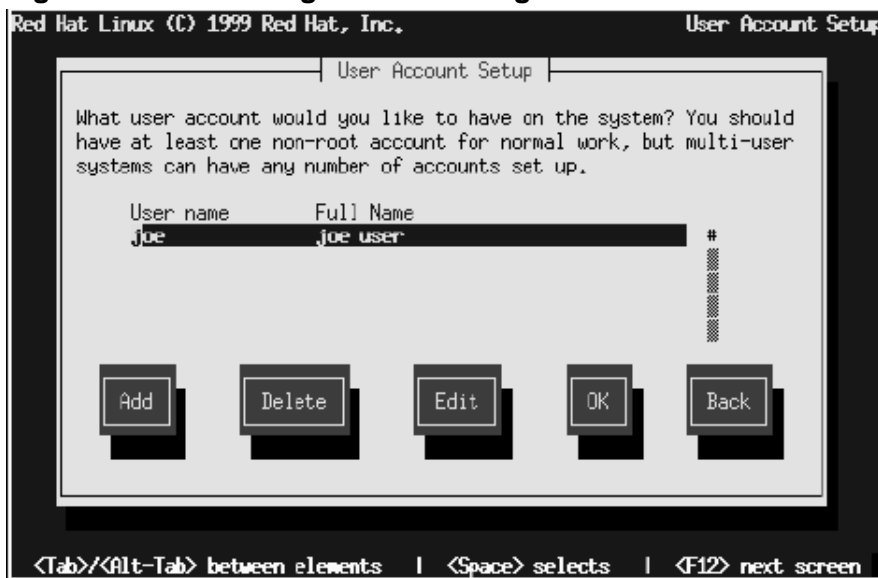 Red Hat Linux (C) 1999 Red Hat, Inc. User Account Setup
User Account Setup
What user account would you like to have on the system? You should
have at least one non-root account for normal work, but multi-user
systems can have any number of accounts set up.
User name Full Name
joe joe user #
Add Delete Edit OK Back
<Tab>/<Alt-Tab> between elements | <Space> selects | <F12> next screen